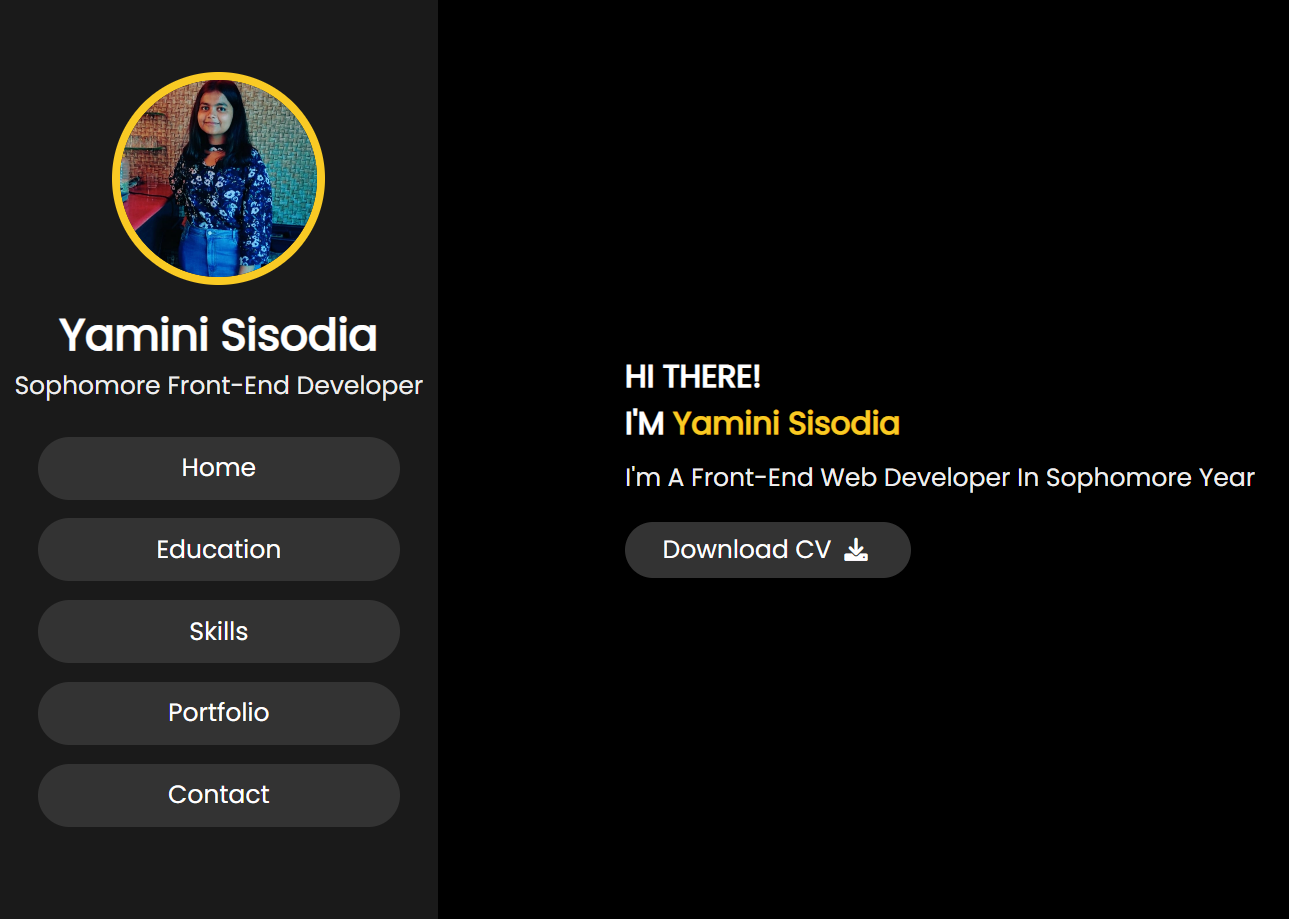 Yamini Sisodia
Sophomore Front-End Developer
Home
Education
Skills
Portfolio
Contact
HI THERE!
I'M Yamini Sisodia
I'm A Front-End Web Developer In Sophomore Year
Download CV